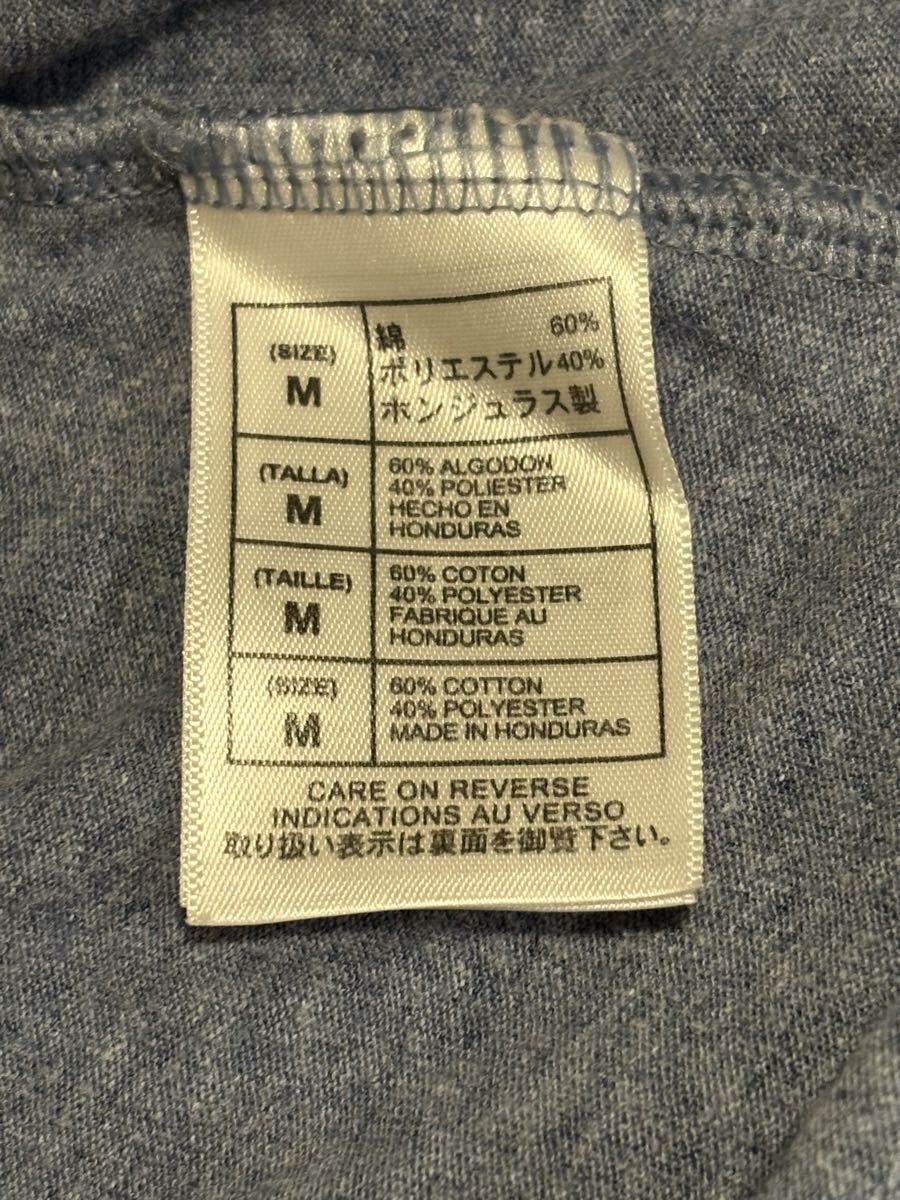 (SIZE)
M
綿 60%
ポリエステル 40%
ホンジュラス製
(TALLA)
M
60% ALGODON
40% POLIESTER
HECHO EN
HONDURAS
(TAILLE)
M
60% COTON
40% POLYESTER
FABRIQUE AU
HONDURAS
(SIZE)
M
60% COTTON
40% POLYESTER
MADE IN HONDURAS
CARE ON REVERSE
INDICATIONS AU VERSO
取り扱い表示は裏面を御覧下さい。